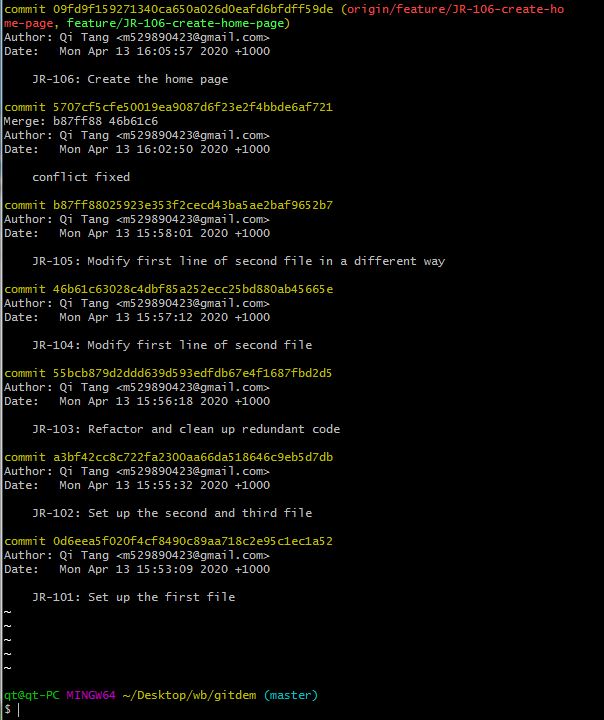 commit 09fd9f159271340ca650a026d0eafd6bfdff59de (origin/feature/JR-106-create-ho
me-page, feature/JR-106-create-home-page)
Author: Qi Tang <m529890423@gmail.com>
Date:   Mon Apr 13 16:05:57 2020 +1000
    JR-106: Create the home page
commit 5707cf5cfe50019ea9087d6f23e2f4bbde6af721
Merge: b87ff88 46b61c6
Author: Qi Tang <m529890423@gmail.com>
Date:   Mon Apr 13 16:02:50 2020 +1000
    conflict fixed
commit b87ff88025923e353f2cecd43ba5ae2baf9652b7
Author: Qi Tang <m529890423@gmail.com>
Date:   Mon Apr 13 15:58:01 2020 +1000
    JR-105: Modify first line of second file in a different way
commit 46b61c63028c4dbf85a252ecc25bd880ab45665e
Author: Qi Tang <m529890423@gmail.com>
Date:   Mon Apr 13 15:57:12 2020 +1000
    JR-104: Modify first line of second file
commit 55bcb879d2ddd639d593edfdb67e4f1687fbd2d5
Author: Qi Tang <m529890423@gmail.com>
Date:   Mon Apr 13 15:56:18 2020 +1000
    JR-103: Refactor and clean up redundant code
commit a3bf42cc8c722fa2300aa66da518646c9eb5d7db
Author: Qi Tang <m529890423@gmail.com>
Date:   Mon Apr 13 15:55:32 2020 +1000
    JR-102: Set up the second and third file
commit 0d6eea5f020f4cf8490c89aa718c2e95c1ec1a52
Author: Qi Tang <m529890423@gmail.com>
Date:   Mon Apr 13 15:53:09 2020 +1000
    JR-101: Set up the first file
~
~
~
~
~
qt@qt-PC MINGW64 ~/Desktop/wb/gitdem (master)
$